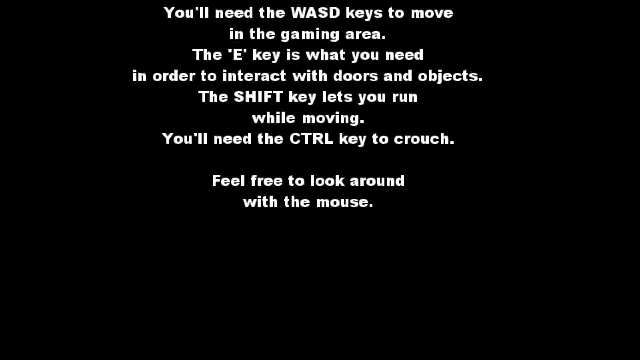 You'll need the WASD keys to move
in the gaming area.
The 'E' key is what you need
in order to interact with doors and objects.
The SHIFT key lets you run
while moving.
You'll need the CTRL key to crouch.
Feel free to look around
with the mouse.